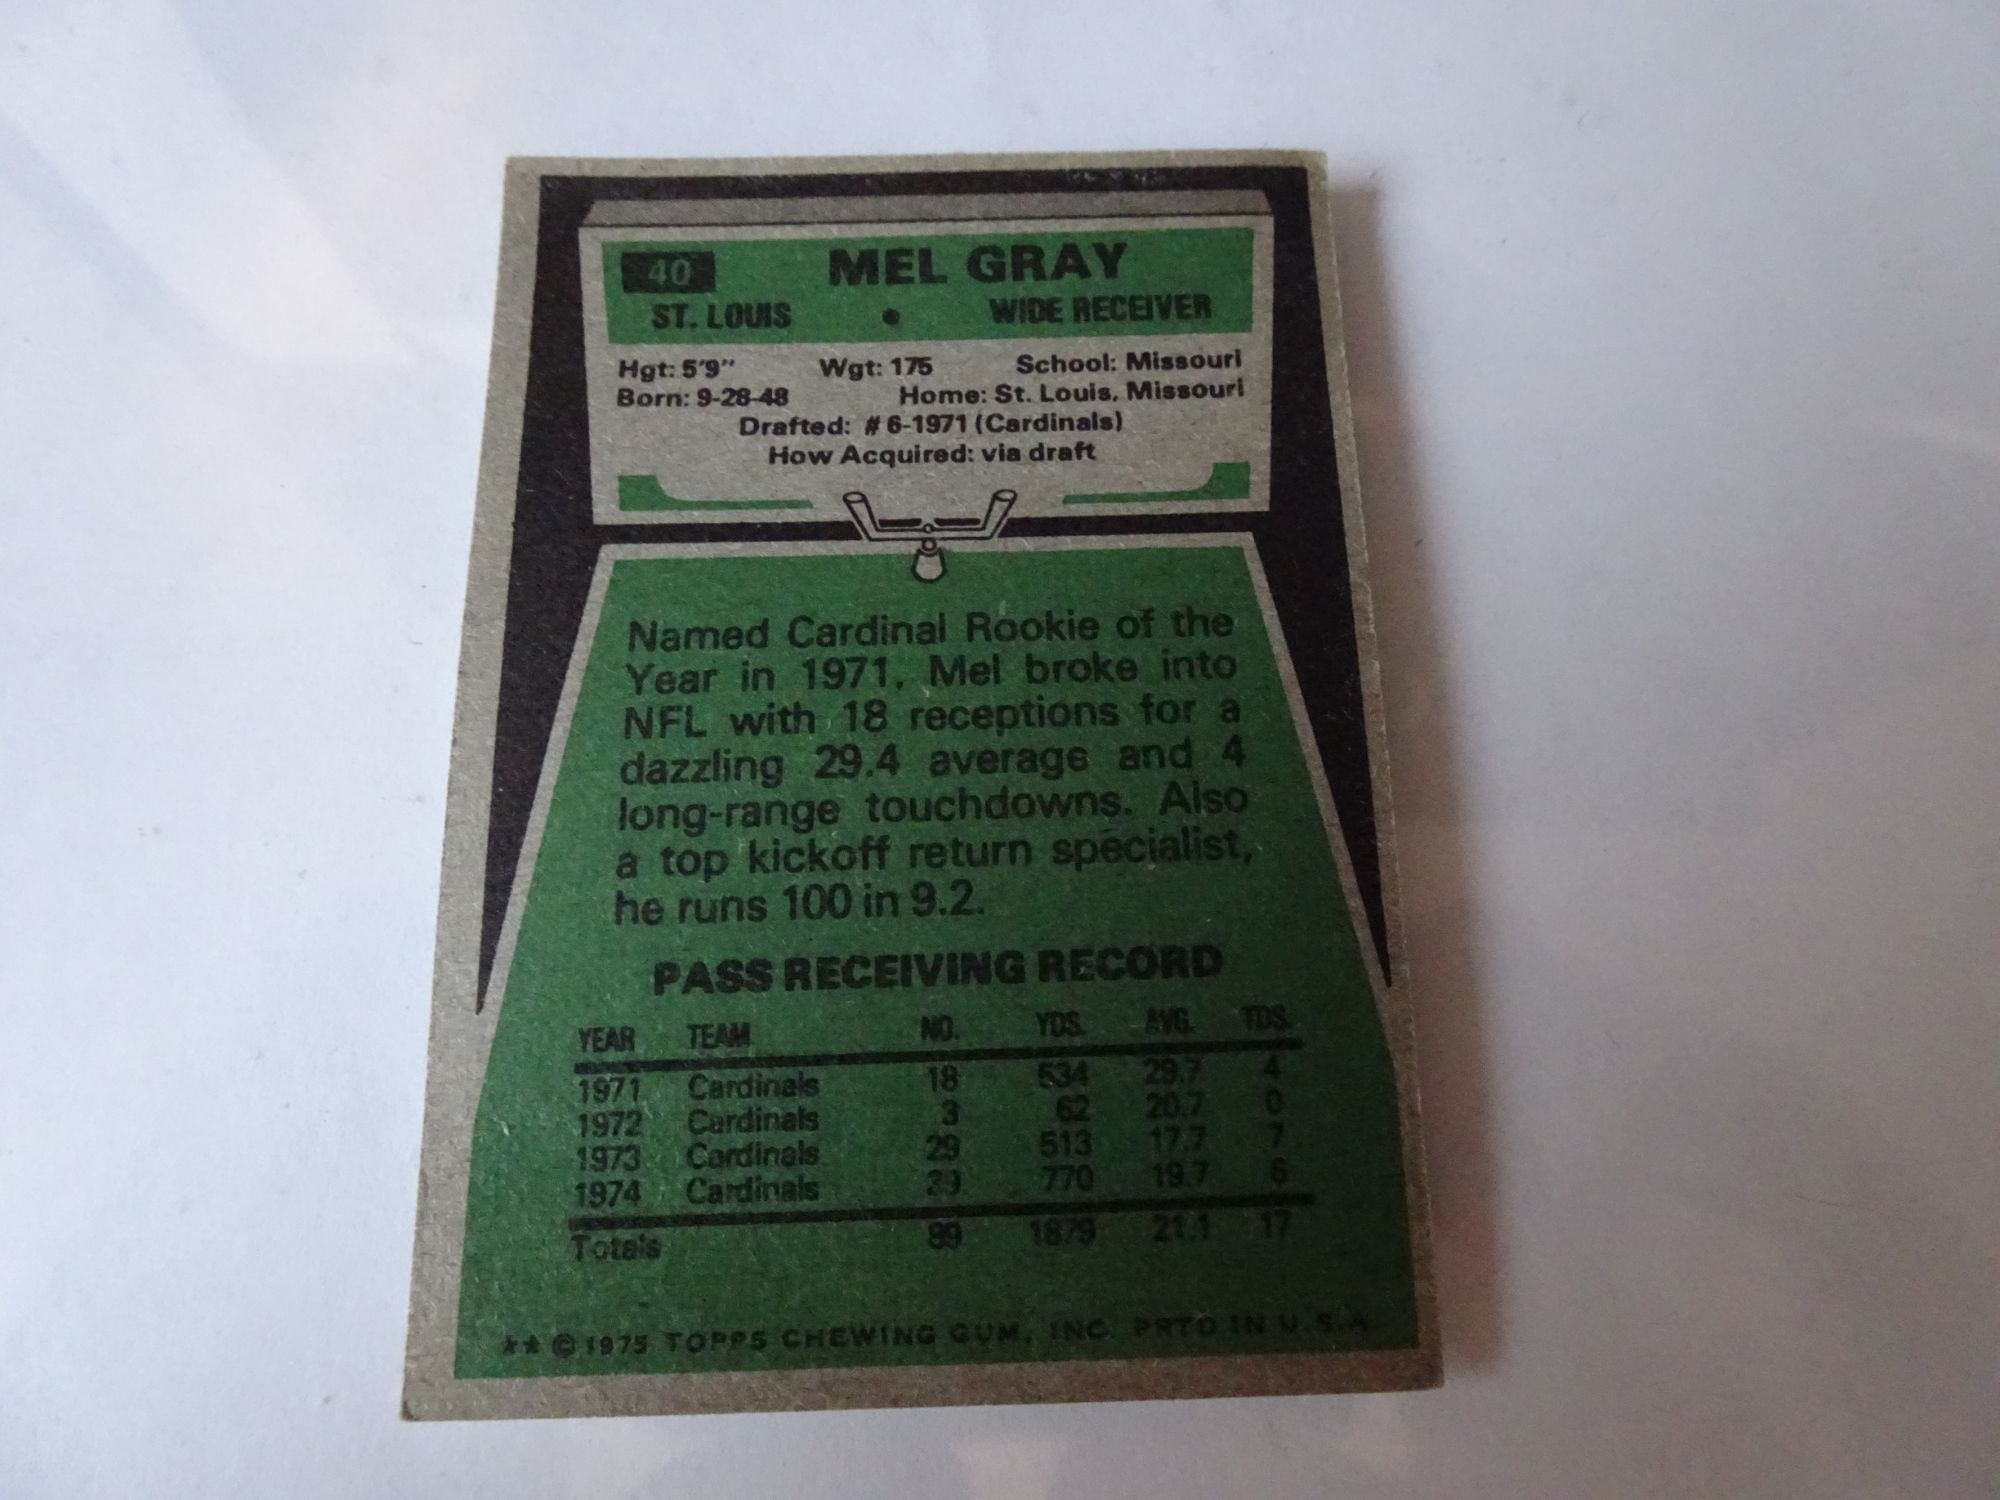 40 MEL GRAY
ST. LOUIS • WIDE RECEIVER
Hgt: 5'9" Wgt: 175 School: Missouri
Born: 9-28-48 Home: St. Louis, Missouri
Drafted: # 6-1971 (Cardinals)
How Acquired: via draft
Named Cardinal Rookie of the
Year in 1971. Mel broke into
NFL with 18 receptions for a
dazzling 29.4 average and 4
long-range touchdowns. Also
a top kickoff return specialist,
he runs 100 in 9.2.
PASS RECEIVING RECORD
YEAR TEAM NO. YDS. AVG. TDS.
1971 Cardinals 18 534 29.7 4
1972 Cardinals 3 62 20.7 0
1973 Cardinals 29 513 17.7 7
1974 Cardinals 39 770 19.7 6
Totals 89 1879 21.1 17
** © 1975 TOPPS CHEWING GUM, INC. PRTD IN U.S.A.